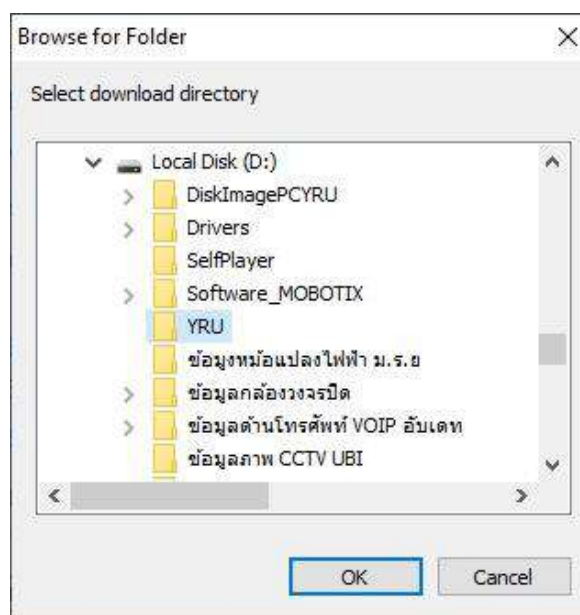 Browse for Folder
Select download directory
Local Disk (D:)
DiskImagePCYRU
Drivers
SelfPlayer
Software_MOBOTIX
YRU
ข้อมูงหม้อแปลงไฟฟ้า ม.ร.ย
ข้อมูลกล้องวงจรปิด
ข้อมูลด้านโทรศัพท์ VOIP อับเดท
ข้อมูลภาพ CCTV UBI
OK Cancel